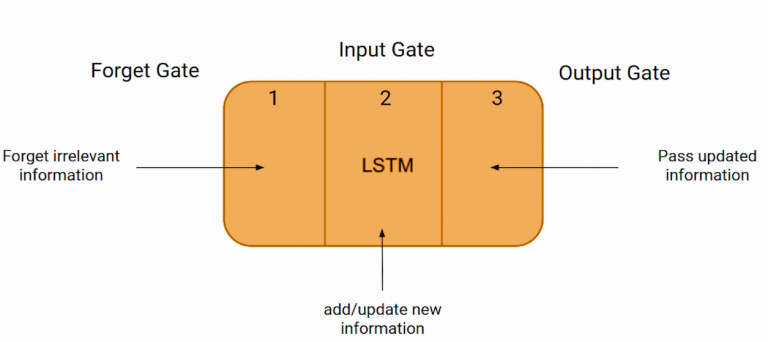 Input Gate
Forget Gate
Output Gate
1
2
3
Forget irrelevant
information
LSTM
Pass updated
information
add/update new
information